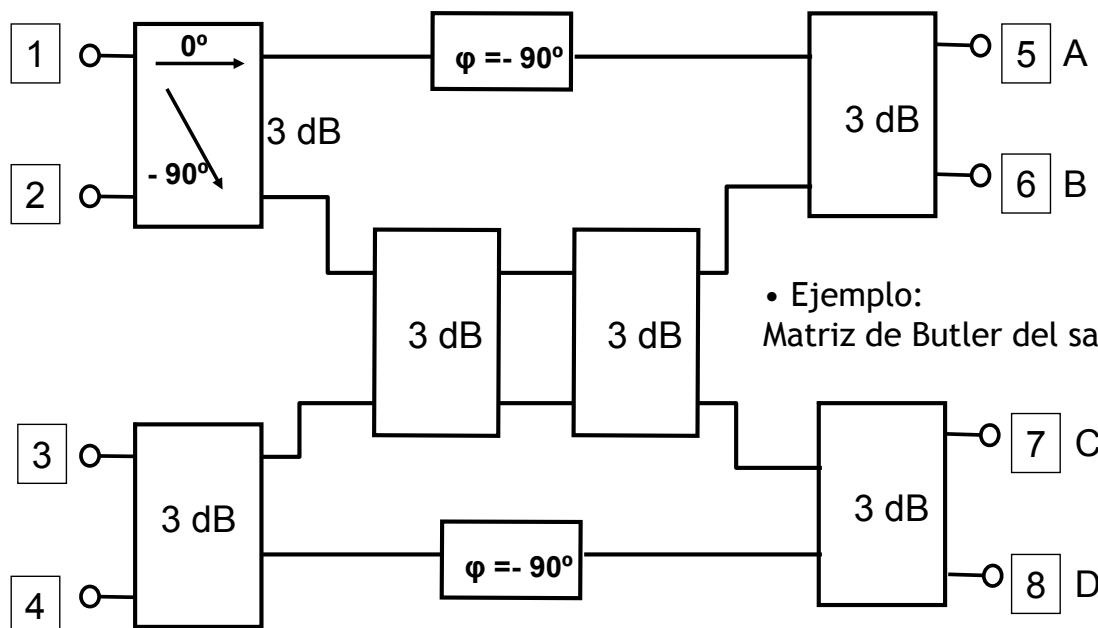 1
0º
φ =- 90º
5 A
3 dB
3 dB
2
- 90º
6 B
3 dB
3 dB
• Ejemplo:
Matriz de Butler del sa
3
7 C
3 dB
3 dB
φ =- 90º
4
8 D